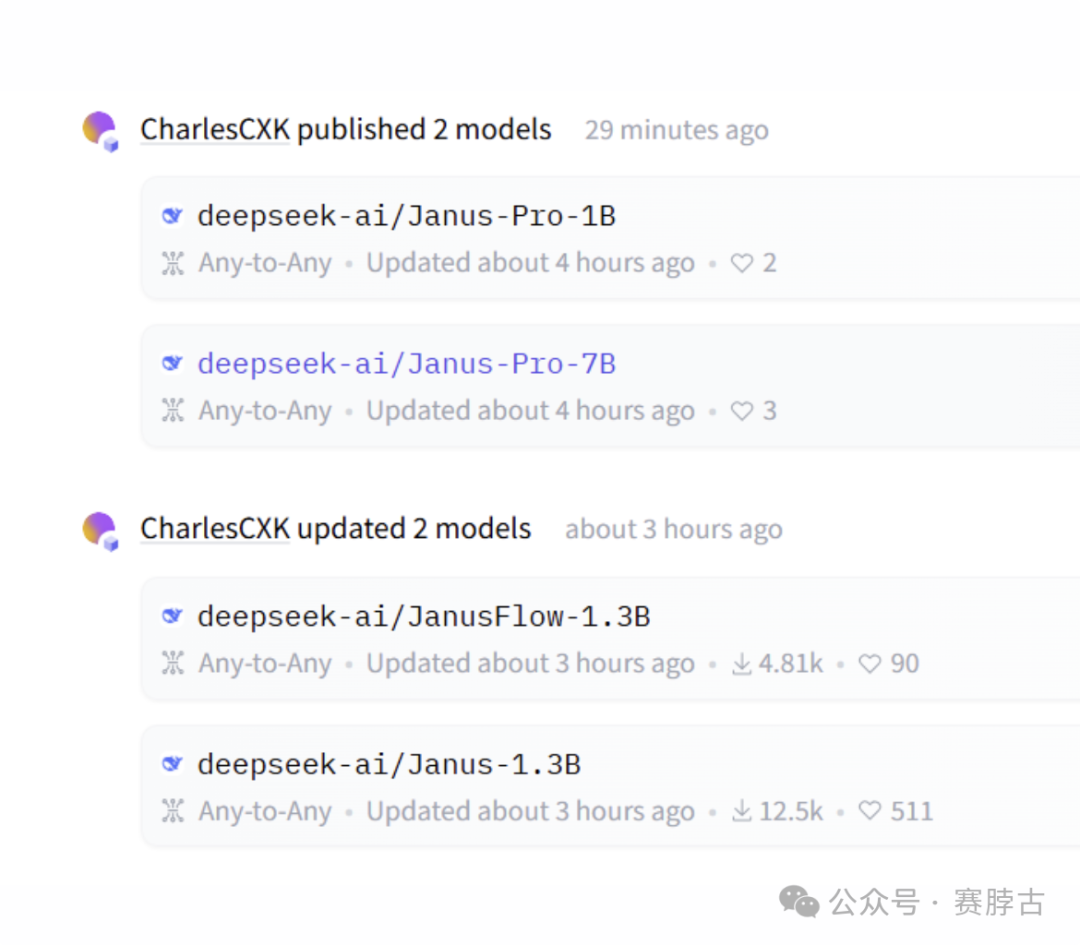 CharlesCXK published 2 models 29 minutes ago
deepseek-ai/Janus-Pro-1B
Any-to-Any • Updated about 4 hours ago • 2
deepseek-ai/Janus-Pro-7B
Any-to-Any • Updated about 4 hours ago • 3
CharlesCXK updated 2 models about 3 hours ago
deepseek-ai/JanusFlow-1.3B
Any-to-Any • Updated about 3 hours ago • 4.81k • 90
deepseek-ai/Janus-1.3B
Any-to-Any • Updated about 3 hours ago • 12.5k • 511
公众号 · 赛脖古